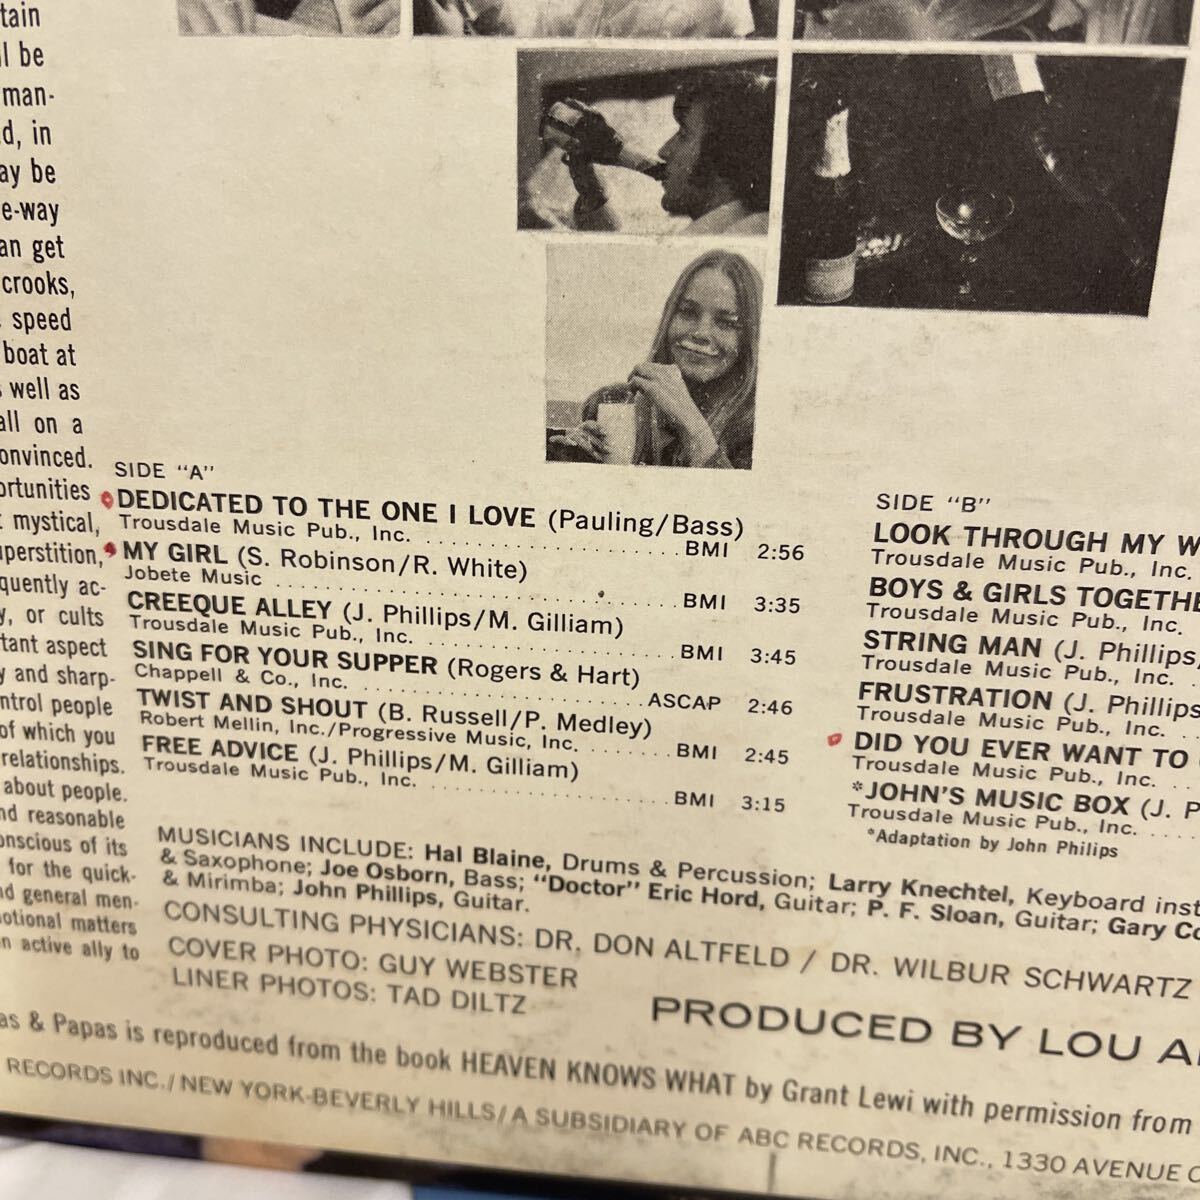 tain
be
man-
d, in
ay be
e-way
an get
crooks,
speed
boat at
well as
all on a
onvinced.
ortunities
mystical,
uperstition,
quently ac-
y, or cults
tant aspect
y and sharp-
ntrol people
of which you
relationships.
about people.
nd reasonable
onscious of its
for the quick-
nd general men-
otional matters
n active ally to
SIDE "A"
DEDICATED TO THE ONE I LOVE (Pauling/Bass)
Trousdale Music Pub., Inc. BMI 2:56
MY GIRL (S. Robinson/R. White)
Jobete Music BMI 3:35
CREEQUE ALLEY (J. Phillips/M. Gilliam)
Trousdale Music Pub., Inc. BMI 3:45
SING FOR YOUR SUPPER (Rogers & Hart)
Chappell & Co., Inc. ASCAP 2:46
TWIST AND SHOUT (B. Russell/P. Medley)
Robert Mellin, Inc./Progressive Music, Inc. BMI 2:45
FREE ADVICE (J. Phillips/M. Gilliam)
Trousdale Music Pub., Inc. BMI 3:15
SIDE "B"
LOOK THROUGH MY W
Trousdale Music Pub., Inc.
BOYS & GIRLS TOGETHE
Trousdale Music Pub., Inc.
STRING MAN (J. Phillips/
Trousdale Music Pub., Inc.
FRUSTRATION (J. Phillips
Trousdale Music Pub., Inc.
DID YOU EVER WANT TO
Trousdale Music Pub., Inc.
*JOHN'S MUSIC BOX (J. P
Trousdale Music Pub., Inc.
*Adaptation by John Philips
MUSICIANS INCLUDE: Hal Blaine, Drums & Percussion; Larry Knechtel, Keyboard inst
& Saxophone; Joe Osborn, Bass; "Doctor" Eric Hord, Guitar; P. F. Sloan, Guitar; Gary Co
& Mirimba; John Phillips, Guitar.
CONSULTING PHYSICIANS: DR. DON ALTFELD / DR. WILBUR SCHWARTZ
COVER PHOTO: GUY WEBSTER
LINER PHOTOS: TAD DILTZ
PRODUCED BY LOU A
as & Papas is reproduced from the book HEAVEN KNOWS WHAT by Grant Lewi with permission from
RECORDS INC./NEW YORK-BEVERLY HILLS/A SUBSIDIARY OF ABC RECORDS, INC., 1330 AVENUE O